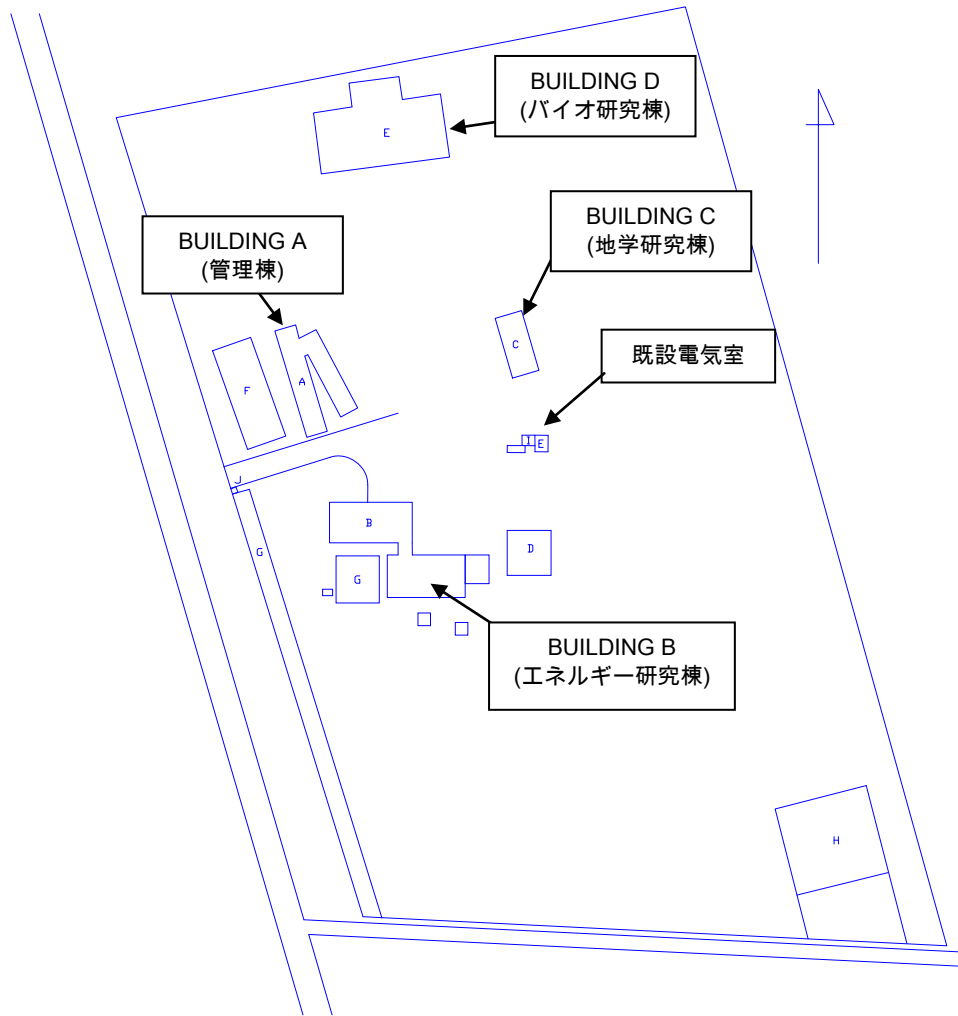 BUILDING D
(バイオ研究棟)
E
BUILDING C
(地学研究棟)
BUILDING A
(管理棟)
C
既設電気室
F
A
I
E
J
B
G
D
G
BUILDING B
(エネルギー研究棟)
H